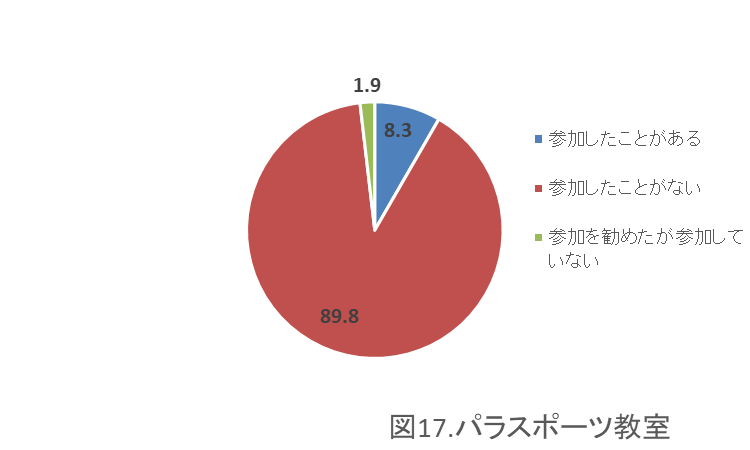 1.9
8.3
89.8
参加したことがある
参加したことがない
参加を勧めたが参加して
いない
図17.パラスポーツ教室